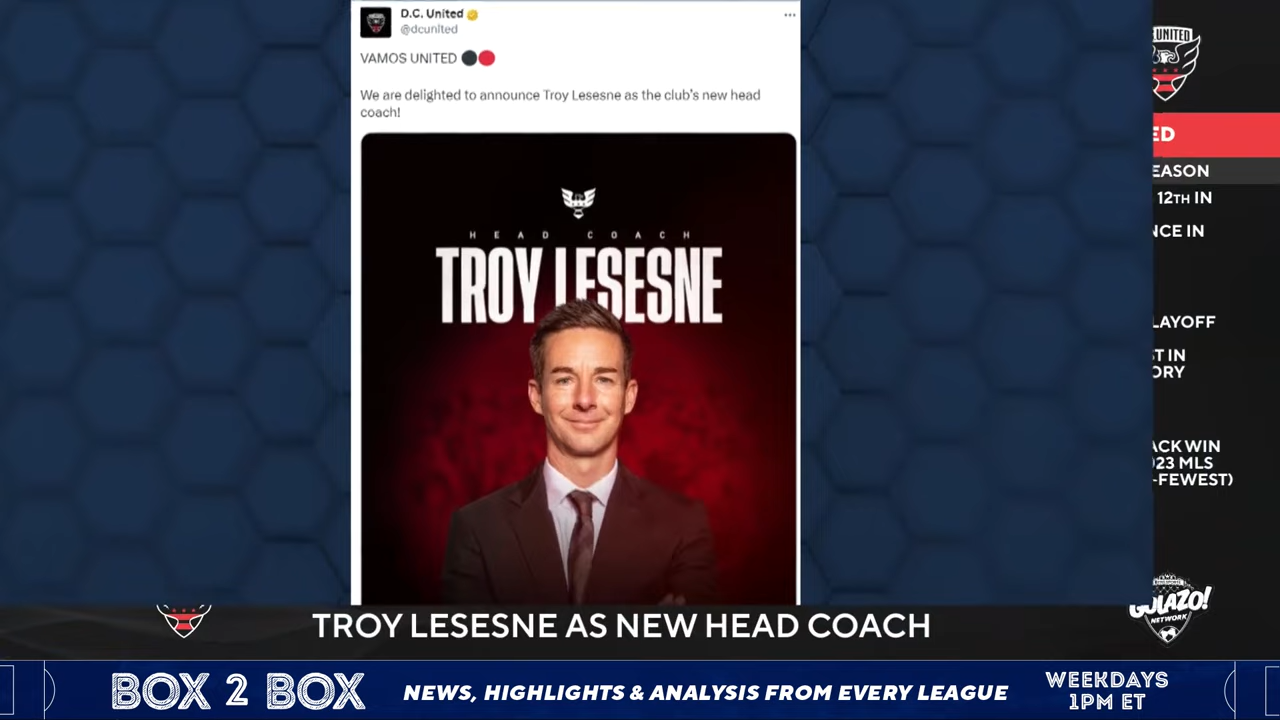 D.C. United
@dcunited
VAMOS UNITED
We are delighted to announce Troy Lesesne as the club's new head
coach!
HEAD COACH
TROY LESESNE
UNITED
ED
EASON
12TH IN
NCE IN
LAYOFF
ST IN
ORY
ACK WIN
023 MLS
-FEWEST)
TROY LESESNE AS NEW HEAD COACH
GOLAZO!
NETWORK
BOX 2 BOX
NEWS, HIGHLIGHTS & ANALYSIS FROM EVERY LEAGUE
WEEKDAYS
1PM ET